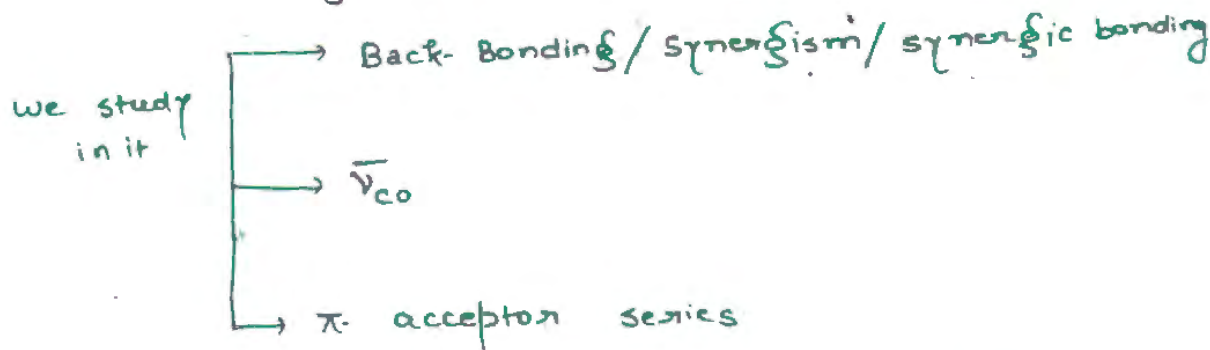 Back-Bonding/synergism/synergic bonding
we study
in it
ν̅co
π- acceptor series